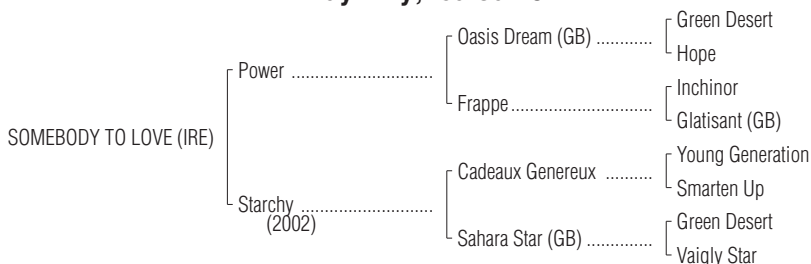 Oasis Dream (GB) ............
Green Desert
Hope
Power .................................
Frappe.................................
Inchinor
Glatisant (GB)
SOMEBODY TO LOVE (IRE)
Cadeaux Genereux ..........
Young Generation
Smarten Up
Starchy ...............................
(2002)
Sahara Star (GB) ..............
Green Desert
Vaigly Star